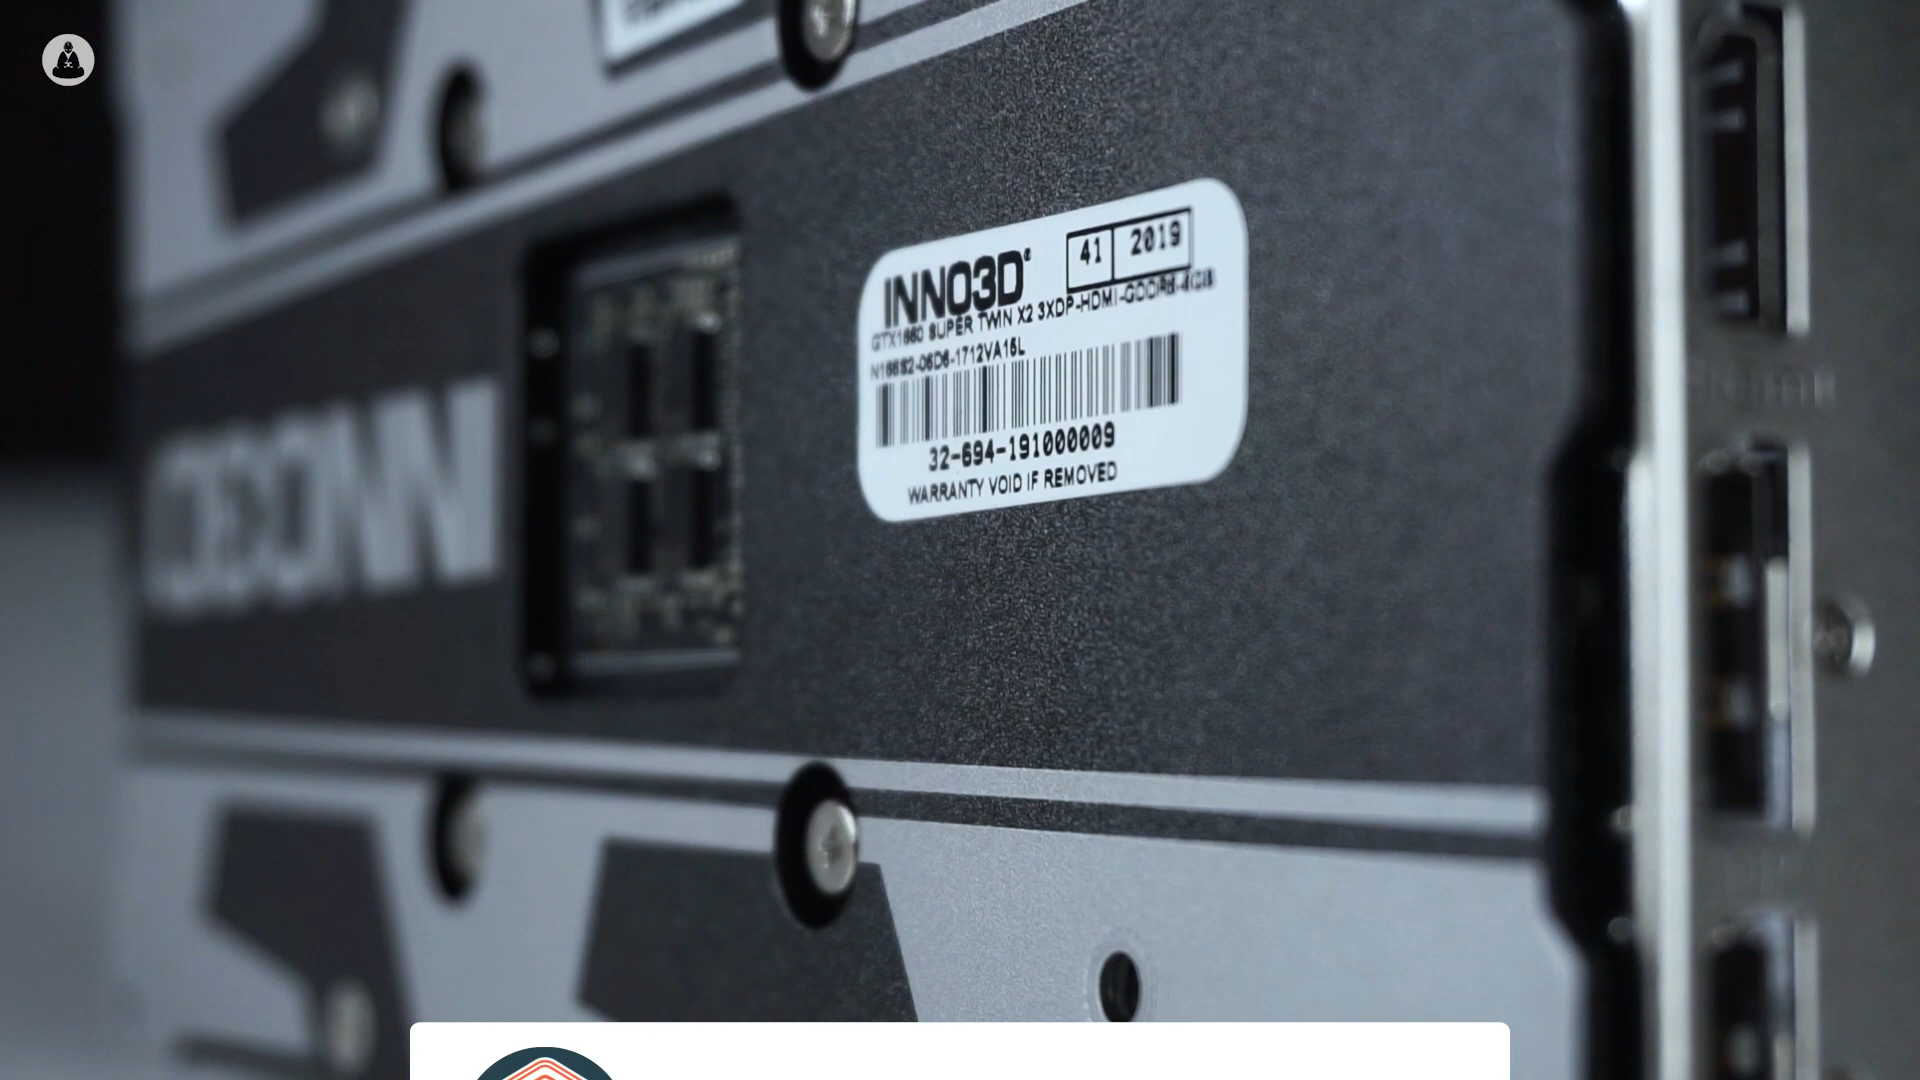 INNO3D
41 2019
GTX1660 SUPER TWIN X2 3XDP-HDMI-GDDR6-6GB
N166S2-06D6-1712VA15L
32-694-191000009
WARRANTY VOID IF REMOVED
INNO3D